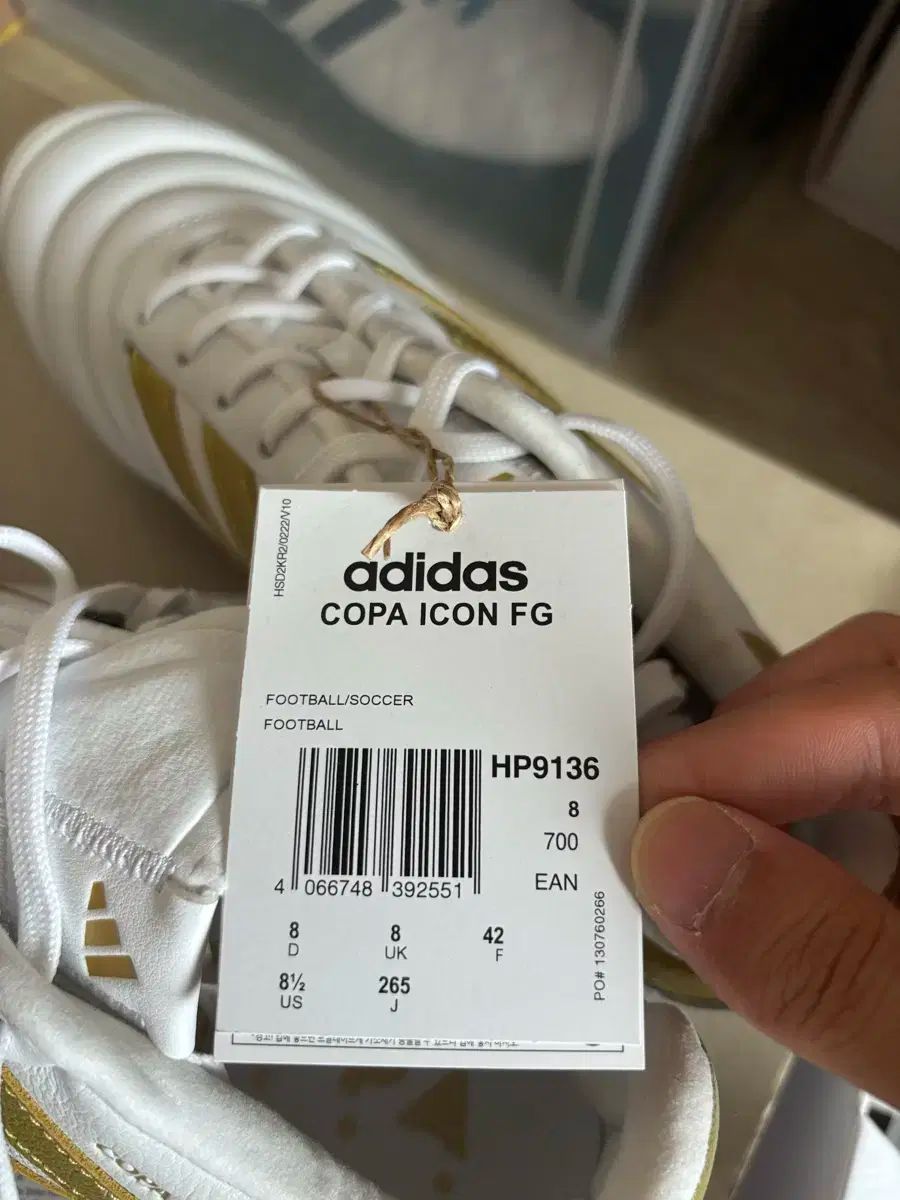 HSD2KR2/0222/V10
adidas
COPA ICON FG
FOOTBALL/SOCCER
FOOTBALL
HP9136
8
700
EAN
4 066748 392551
8 8 42
D UK F
8½ 265
US J
PO# 130760266
COPA